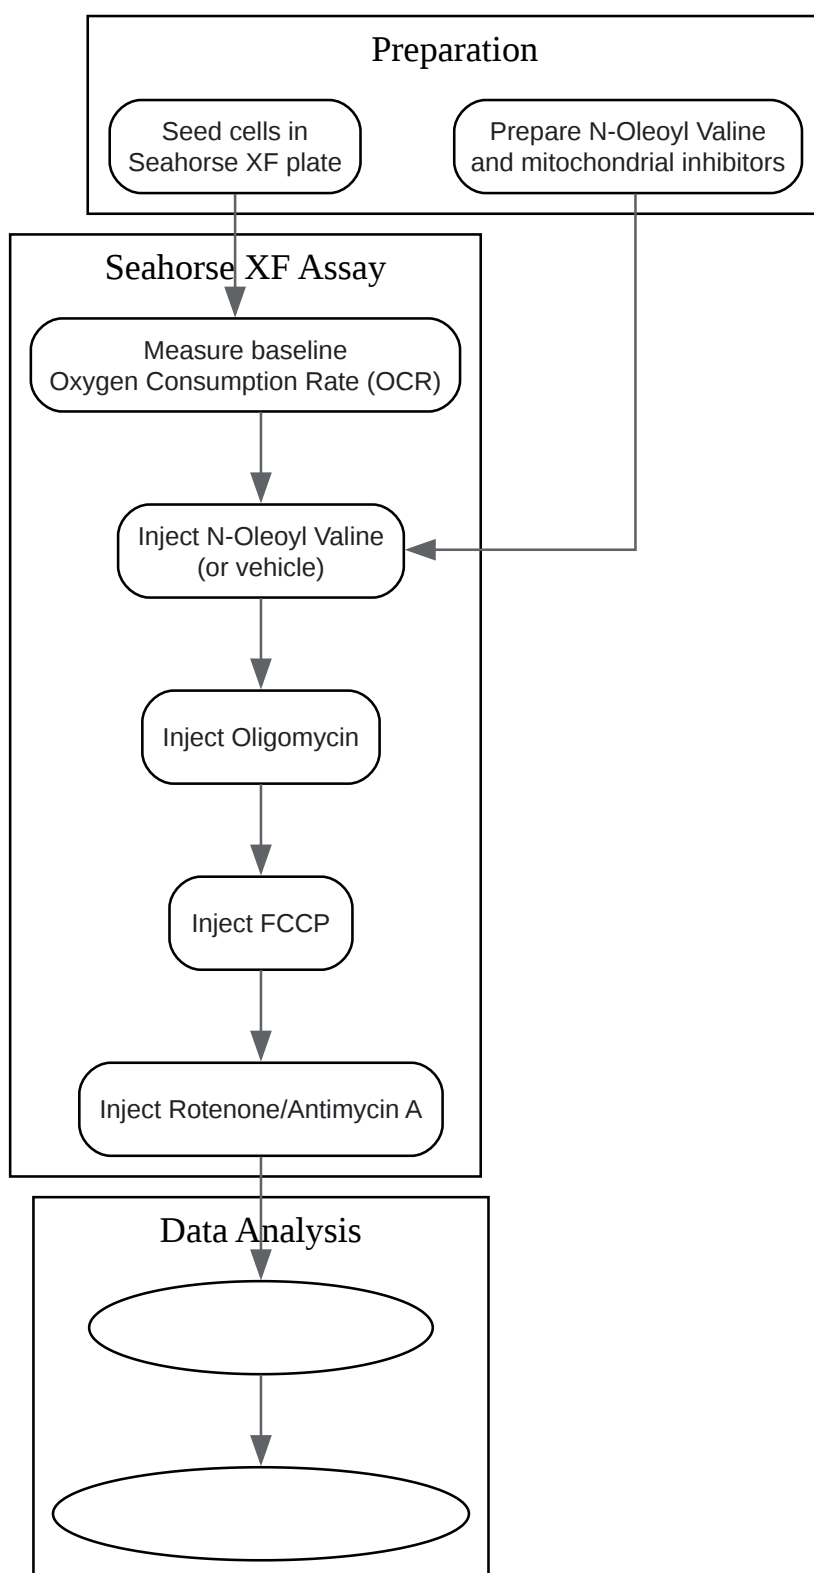 Preparation
Seed cells in
Seahorse XF plate
Prepare N-Oleoyl Valine
and mitochondrial inhibitors
Seahorse XF Assay
Measure baseline
Oxygen Consumption Rate (OCR)
Inject N-Oleoyl Valine
(or vehicle)
Inject Oligomycin
Inject FCCP
Inject Rotenone/Antimycin A
Data Analysis